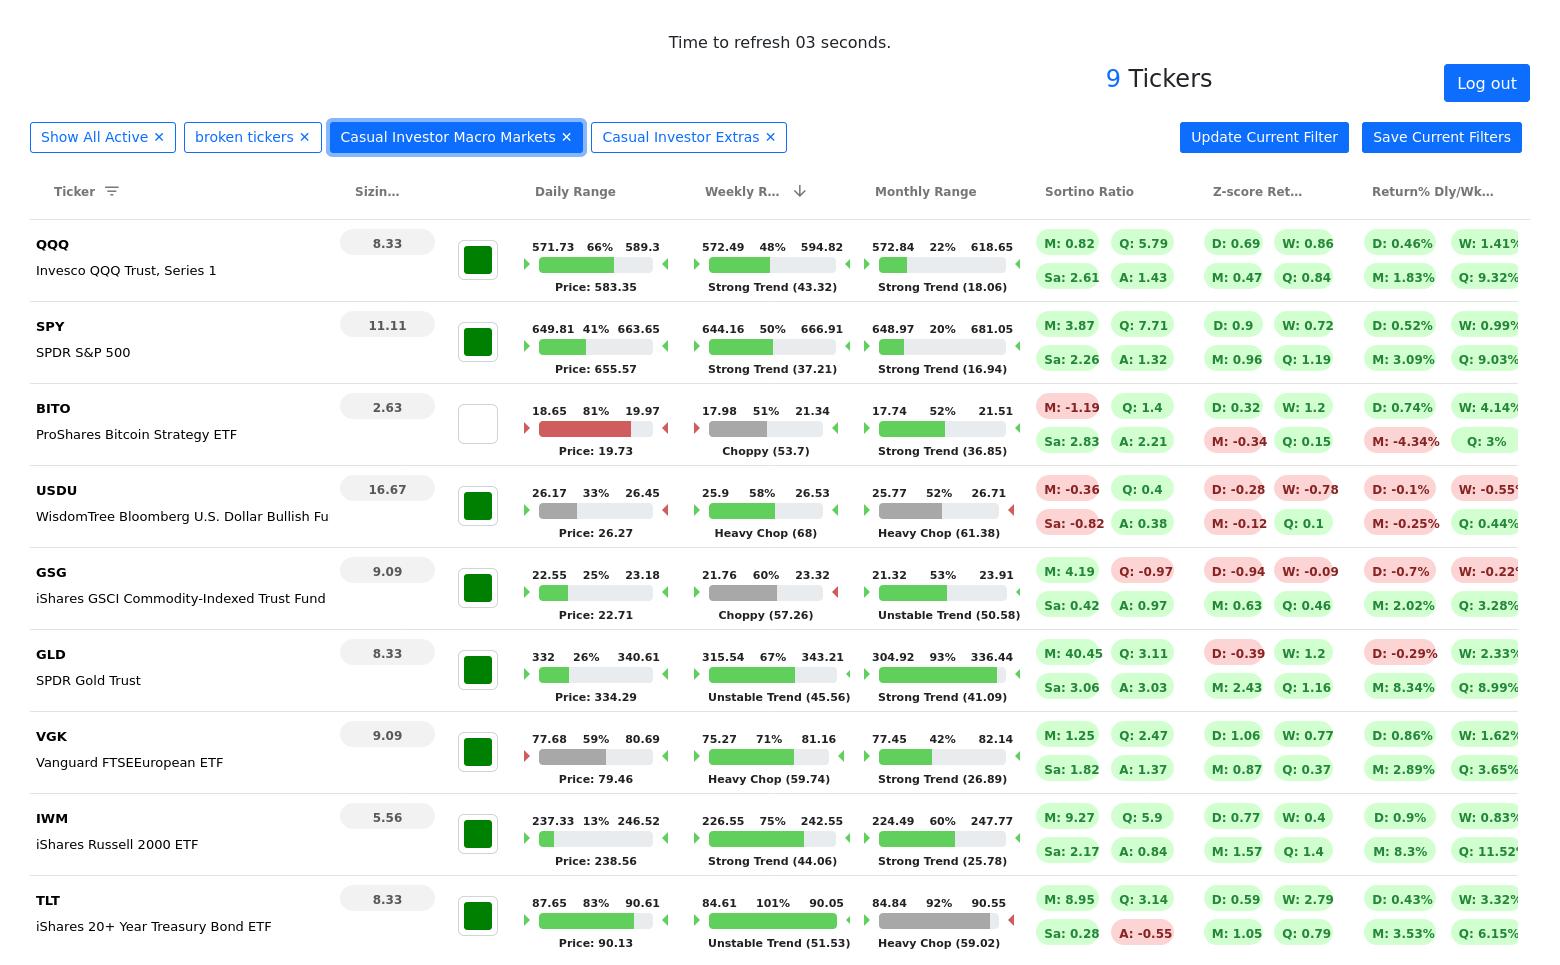 Time to refresh 03 seconds.
9 Tickers
Log out
Show All Active ✕ broken tickers ✕ Casual Investor Macro Markets ✕ Casual Investor Extras ✕ Update Current Filter Save Current Filters
Ticker Sizin... Daily Range Weekly R... Monthly Range Sortino Ratio Z-score Ret... Return% Dly/Wk...
QQQ 8.33 571.73 66% 589.3 572.49 48% 594.82 572.84 22% 618.65 M: 0.82 Q: 5.79 D: 0.69 W: 0.86 D: 0.46% W: 1.41%
Invesco QQQ Trust, Series 1 Price: 583.35 Strong Trend (43.32) Strong Trend (18.06) Sa: 2.61 A: 1.43 M: 0.47 Q: 0.84 M: 1.83% Q: 9.32%
SPY 11.11 649.81 41% 663.65 644.16 50% 666.91 648.97 20% 681.05 M: 3.87 Q: 7.71 D: 0.9 W: 0.72 D: 0.52% W: 0.99%
SPDR S&P 500 Price: 655.57 Strong Trend (37.21) Strong Trend (16.94) Sa: 2.26 A: 1.32 M: 0.96 Q: 1.19 M: 3.09% Q: 9.03%
BITO 2.63 18.65 81% 19.97 17.98 51% 21.34 17.74 52% 21.51 M: -1.19 Q: 1.4 D: 0.32 W: 1.2 D: 0.74% W: 4.14%
ProShares Bitcoin Strategy ETF Price: 19.73 Choppy (53.7) Strong Trend (36.85) Sa: 2.83 A: 2.21 M: -0.34 Q: 0.15 M: -4.34% Q: 3%
USDU 16.67 26.17 33% 26.45 25.9 58% 26.53 25.77 52% 26.71 M: -0.36 Q: 0.4 D: -0.28 W: -0.78 D: -0.1% W: -0.55%
WisdomTree Bloomberg U.S. Dollar Bullish Fu Price: 26.27 Heavy Chop (68) Heavy Chop (61.38) Sa: -0.82 A: 0.38 M: -0.12 Q: 0.1 M: -0.25% Q: 0.44%
GSG 9.09 22.55 25% 23.18 21.76 60% 23.32 21.32 53% 23.91 M: 4.19 Q: -0.97 D: -0.94 W: -0.09 D: -0.7% W: -0.22%
iShares GSCI Commodity-Indexed Trust Fund Price: 22.71 Choppy (57.26) Unstable Trend (50.58) Sa: 0.42 A: 0.97 M: 0.63 Q: 0.46 M: 2.02% Q: 3.28%
GLD 8.33 332 26% 340.61 315.54 67% 343.21 304.92 93% 336.44 M: 40.45 Q: 3.11 D: -0.39 W: 1.2 D: -0.29% W: 2.33%
SPDR Gold Trust Price: 334.29 Unstable Trend (45.56) Strong Trend (41.09) Sa: 3.06 A: 3.03 M: 2.43 Q: 1.16 M: 8.34% Q: 8.99%
VGK 9.09 77.68 59% 80.69 75.27 71% 81.16 77.45 42% 82.14 M: 1.25 Q: 2.47 D: 1.06 W: 0.77 D: 0.86% W: 1.62%
Vanguard FTSEEuropean ETF Price: 79.46 Heavy Chop (59.74) Strong Trend (26.89) Sa: 1.82 A: 1.37 M: 0.87 Q: 0.37 M: 2.89% Q: 3.65%
IWM 5.56 237.33 13% 246.52 226.55 75% 242.55 224.49 60% 247.77 M: 9.27 Q: 5.9 D: 0.77 W: 0.4 D: 0.9% W: 0.83%
iShares Russell 2000 ETF Price: 238.56 Strong Trend (44.06) Strong Trend (25.78) Sa: 2.17 A: 0.84 M: 1.57 Q: 1.4 M: 8.3% Q: 11.52%
TLT 8.33 87.65 83% 90.61 84.61 101% 90.05 84.84 92% 90.55 M: 8.95 Q: 3.14 D: 0.59 W: 2.79 D: 0.43% W: 3.32%
iShares 20+ Year Treasury Bond ETF Price: 90.13 Unstable Trend (51.53) Heavy Chop (59.02) Sa: 0.28 A: -0.55 M: 1.05 Q: 0.79 M: 3.53% Q: 6.15%